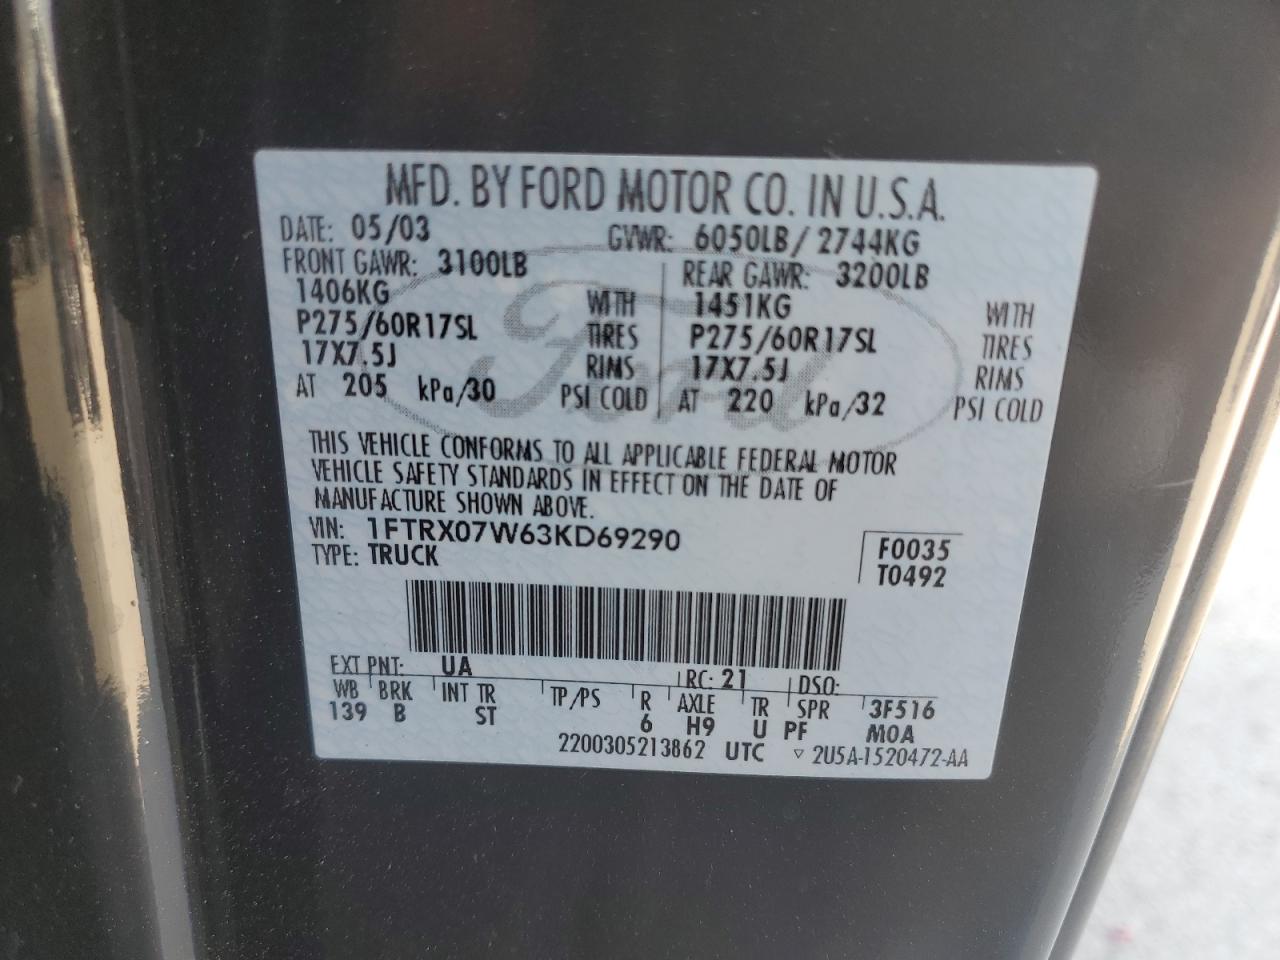 MFD. BY FORD MOTOR CO. IN U.S.A.
DATE: 05/03 GVWR: 6050LB / 2744KG
FRONT GAWR: 3100LB REAR GAWR: 3200LB
1406KG WITH 1451KG WITH
P275/60R17SL TIRES P275/60R17SL TIRES
17X7.5J RIMS 17X7.5J RIMS
AT 205 kPa/30 PSI COLD AT 220 kPa/32 PSI COLD
Ford
THIS VEHICLE CONFORMS TO ALL APPLICABLE FEDERAL MOTOR
VEHICLE SAFETY STANDARDS IN EFFECT ON THE DATE OF
MANUFACTURE SHOWN ABOVE.
VIN: 1FTRX07W63KD69290 F0035
TYPE: TRUCK T0492
EXT PNT: UA RC: 21 DSO:
WB BRK INT TR TP/PS R AXLE TR SPR 3F516
139 B ST 6 H9 U PF MOA
2200305213862 UTC ▽ 2U5A-1520472-AA